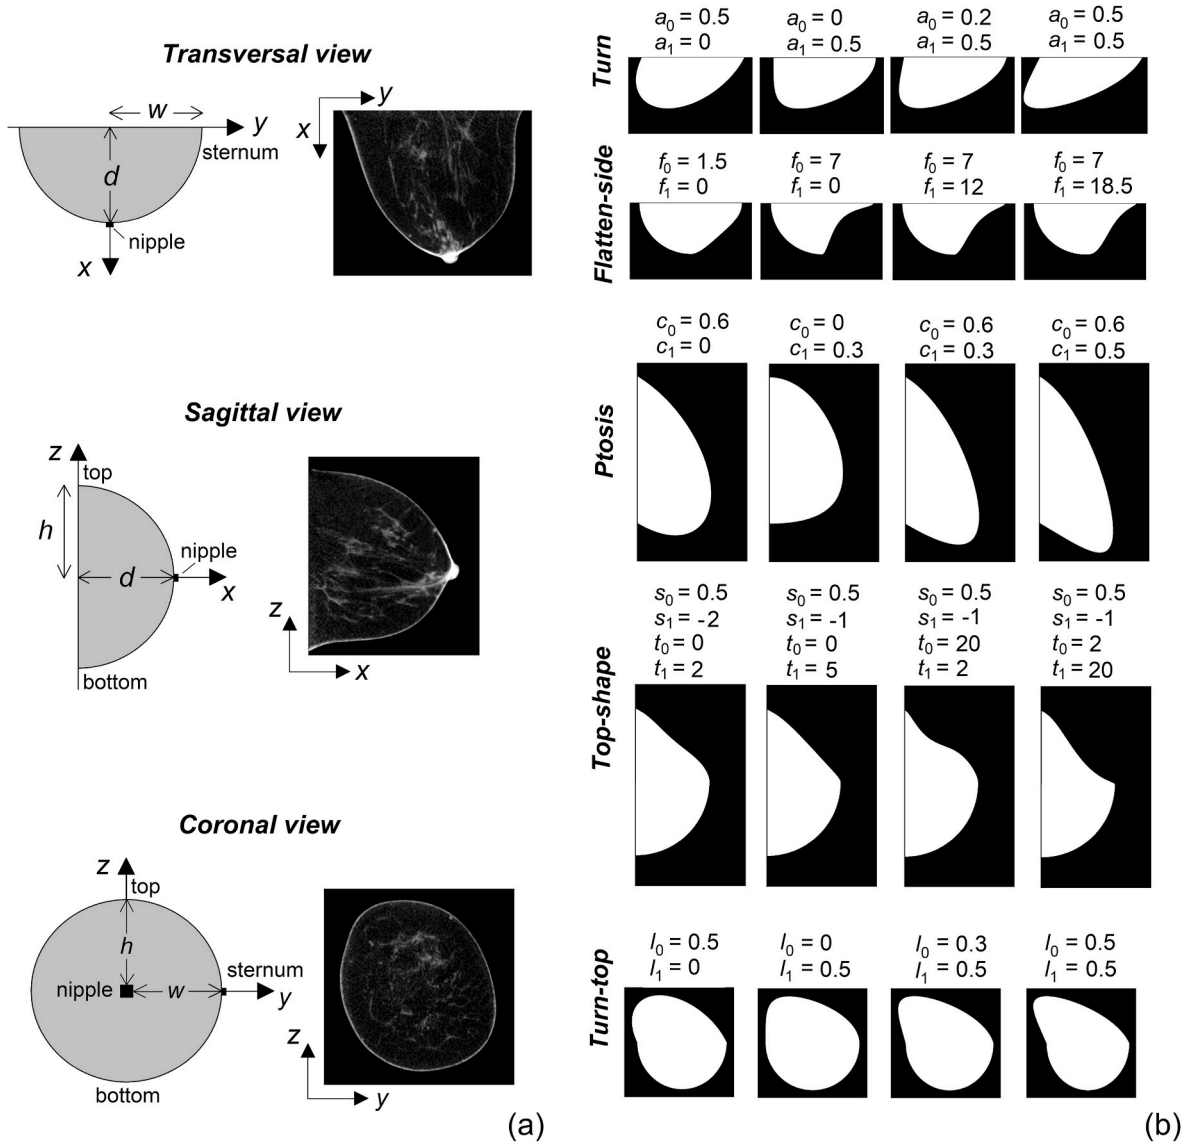 Transversal view
w
y
sternum
d
nipple
x
y
x
Sagittal view
z
top
h
nipple
d
x
bottom
z
x
Coronal view
z
top
h
nipple
w
sternum
y
bottom
z
y
(a)
Turn
a0 = 0.5 a0 = 0 a0 = 0.2 a0 = 0.5
a1 = 0 a1 = 0.5 a1 = 0.5 a1 = 0.5
Flatten-side
f0 = 1.5 f0 = 7 f0 = 7 f0 = 7
f1 = 0 f1 = 0 f1 = 12 f1 = 18.5
Ptosis
c0 = 0.6 c0 = 0 c0 = 0.6 c0 = 0.6
c1 = 0 c1 = 0.3 c1 = 0.3 c1 = 0.5
Top-shape
s0 = 0.5 s0 = 0.5 s0 = 0.5 s0 = 0.5
s1 = -2 s1 = -1 s1 = -1 s1 = -1
t0 = 0 t0 = 0 t0 = 20 t0 = 2
t1 = 2 t1 = 5 t1 = 2 t1 = 20
Turn-top
l0 = 0.5 l0 = 0 l0 = 0.3 l0 = 0.5
l1 = 0 l1 = 0.5 l1 = 0.5 l1 = 0.5
(b)